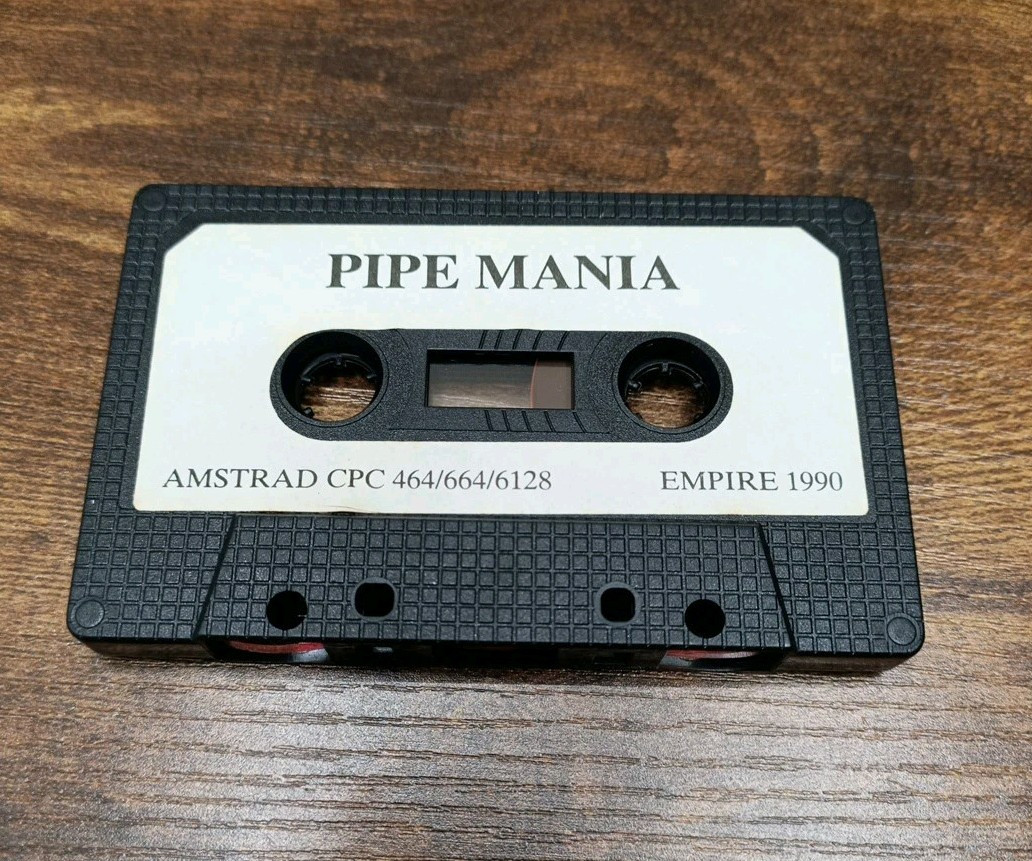 PIPE MANIA
AMSTRAD CPC 464/664/6128 EMPIRE 1990